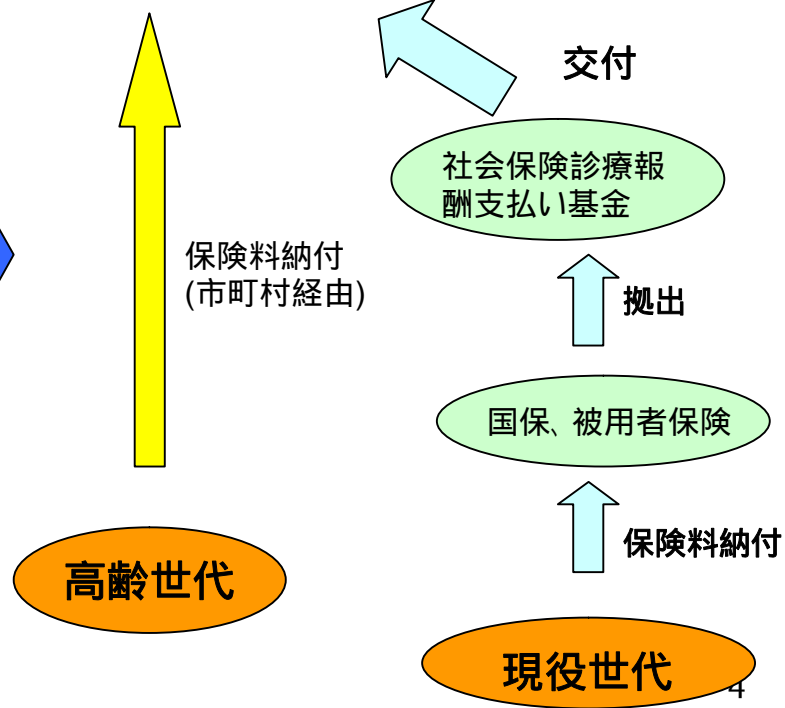 交付
社会保険診療報
酬支払い基金
保険料納付
(市町村経由)
拠出
国保、被用者保険
保険料納付
高齢世代
現役世代
4